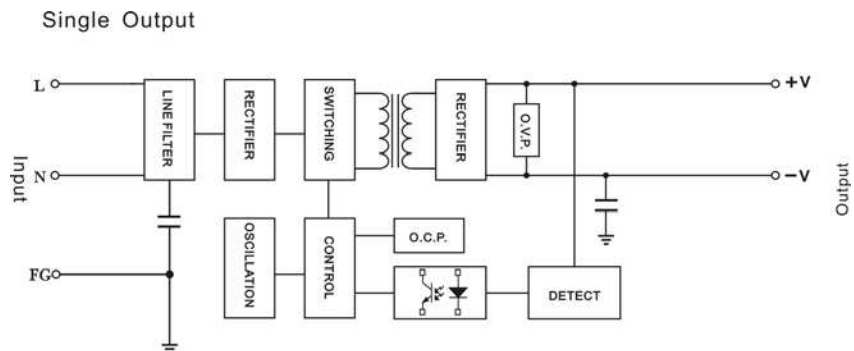 Single Output
L
LINE FILTER
RECTIFIER
SWITCHING
RECTIFIER
O.V.P.
+V
Input
N
-V
Output
OSCILLATION
CONTROL
O.C.P.
FG
DETECT